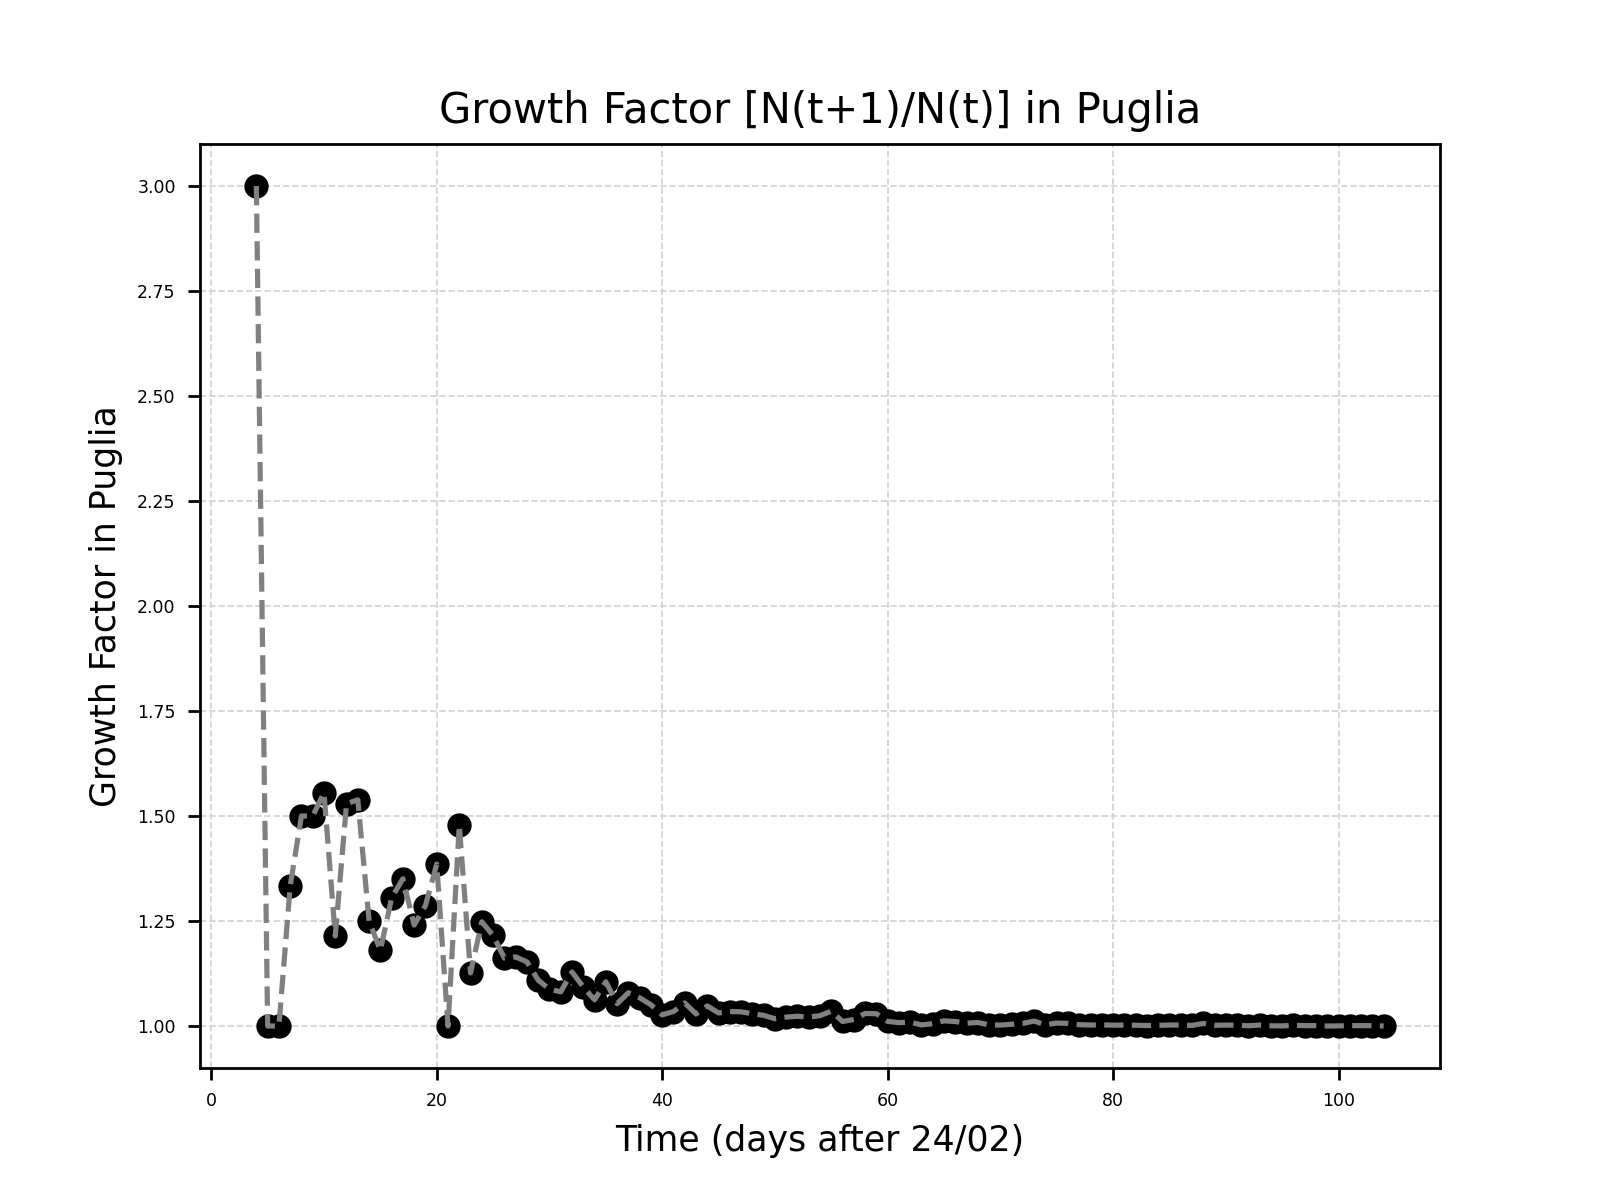 Growth Factor [N(t+1)/N(t)] in Puglia
Growth Factor in Puglia
3.00
2.75
2.50
2.25
2.00
1.75
1.50
1.25
1.00
0 20 40 60 80 100
Time (days after 24/02)